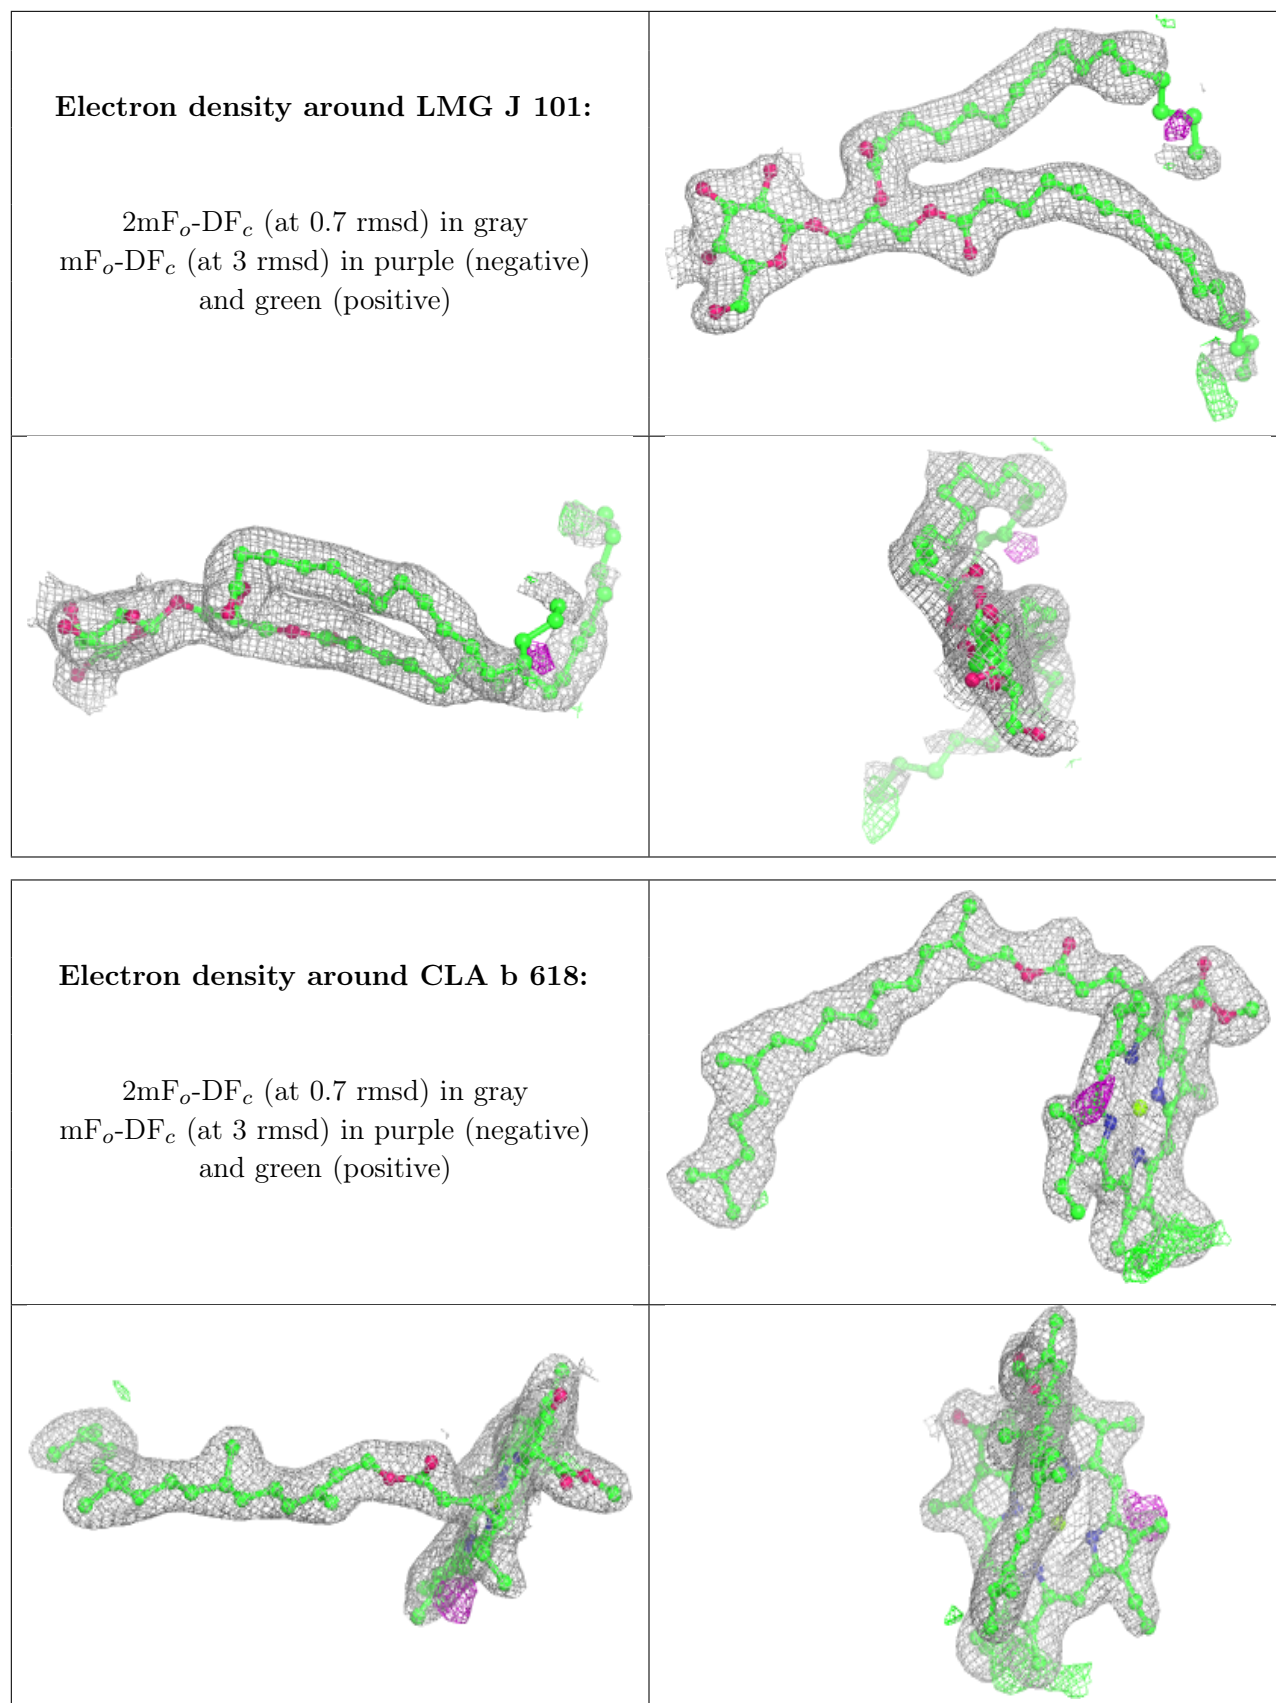 Electron density around LMG J 101:
2mFₒ-DF𝒸 (at 0.7 rmsd) in gray
mFₒ-DF𝒸 (at 3 rmsd) in purple (negative)
and green (positive)
Electron density around CLA b 618:
2mFₒ-DF𝒸 (at 0.7 rmsd) in gray
mFₒ-DF𝒸 (at 3 rmsd) in purple (negative)
and green (positive)